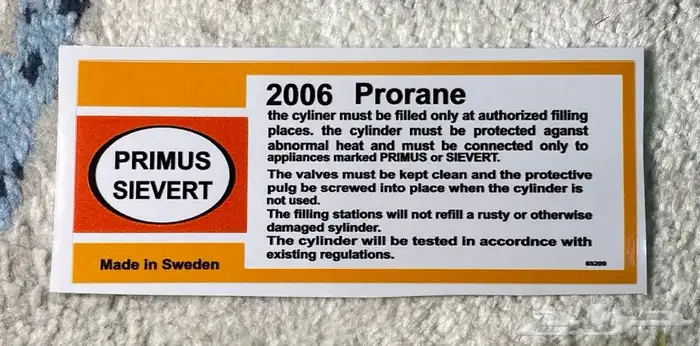 2006 Prorane
the cyliner must be filled only at authorized filling
places. the cylinder must be protected aganst
abnormal heat and must be connected only to
appliances marked PRIMUS or SIEVERT.
The valves must be kept clean and the protective
pulg be screwed into place when the cylinder is
not used.
The filling stations will not refill a rusty or otherwise
damaged sylinder.
The cylinder will be tested in accordnce with
existing regulations.
65209
PRIMUS
SIEVERT
Made in Sweden